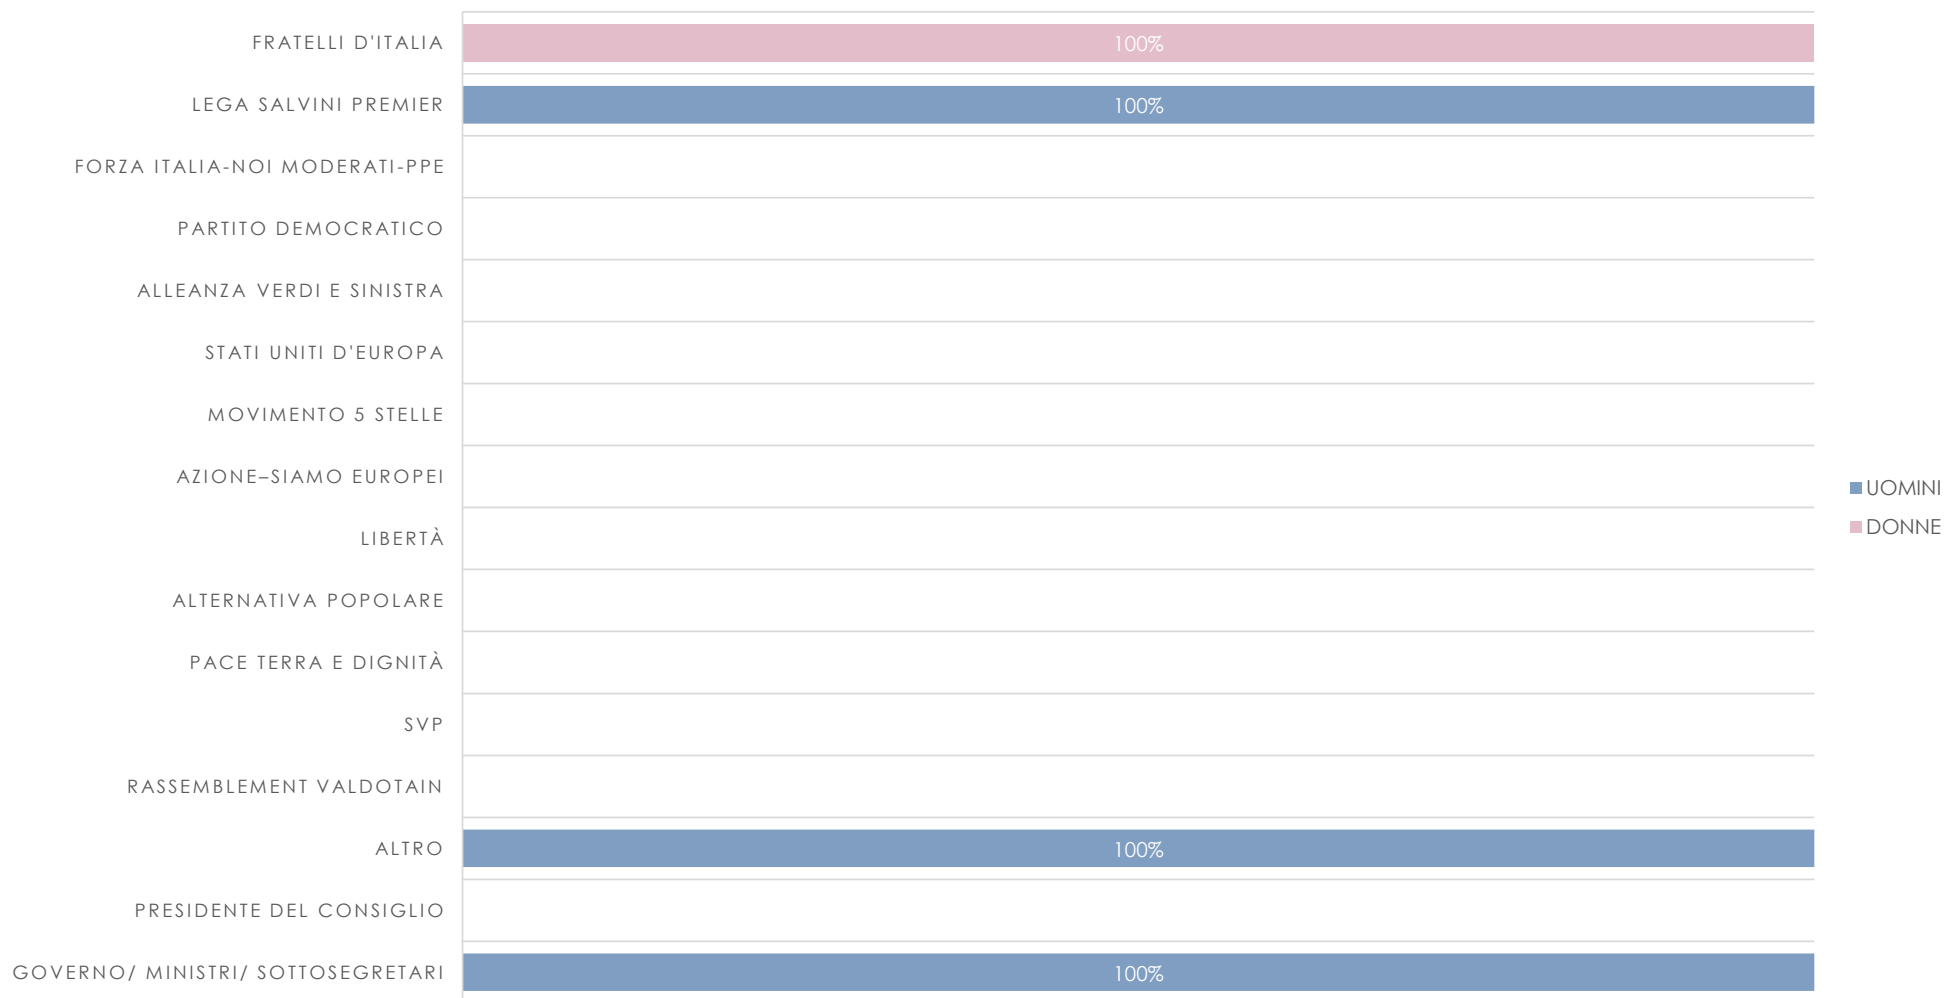 FRATELLI D'ITALIA 100%
LEGA SALVINI PREMIER 100%
FORZA ITALIA-NOI MODERATI-PPE
PARTITO DEMOCRATICO
ALLEANZA VERDI E SINISTRA
STATI UNITI D'EUROPA
MOVIMENTO 5 STELLE
AZIONE–SIAMO EUROPEI
LIBERTÀ
ALTERNATIVA POPOLARE
PACE TERRA E DIGNITÀ
SVP
RASSEMBLEMENT VALDOTAIN
ALTRO 100%
PRESIDENTE DEL CONSIGLIO
GOVERNO/ MINISTRI/ SOTTOSEGRETARI 100%
UOMINI
DONNE